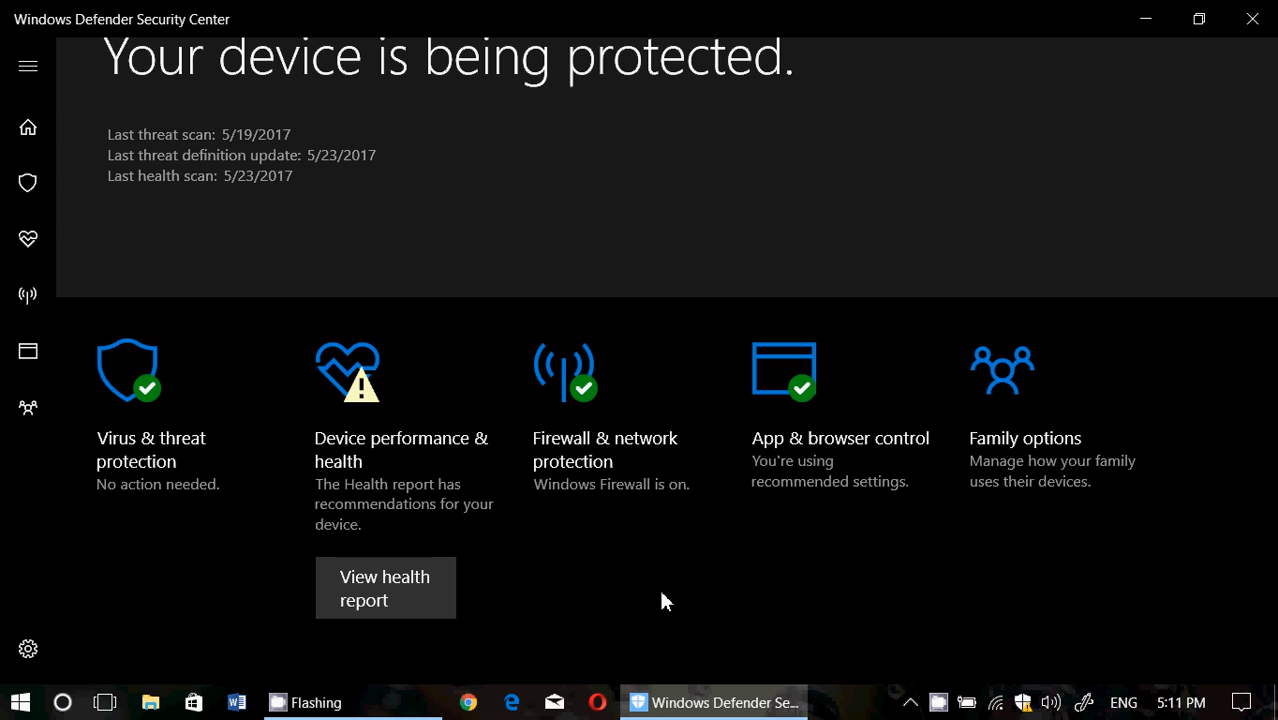 Windows Defender Security Center
Your device is being protected.
Last threat scan: 5/19/2017
Last threat definition update: 5/23/2017
Last health scan: 5/23/2017
Virus & threat
protection
No action needed.
Device performance &
health
The Health report has
recommendations for your
device.
View health
report
Firewall & network
protection
Windows Firewall is on.
App & browser control
You're using
recommended settings.
Family options
Manage how your family
uses their devices.
Flashing
Windows Defender Se...
ENG
5:11 PM